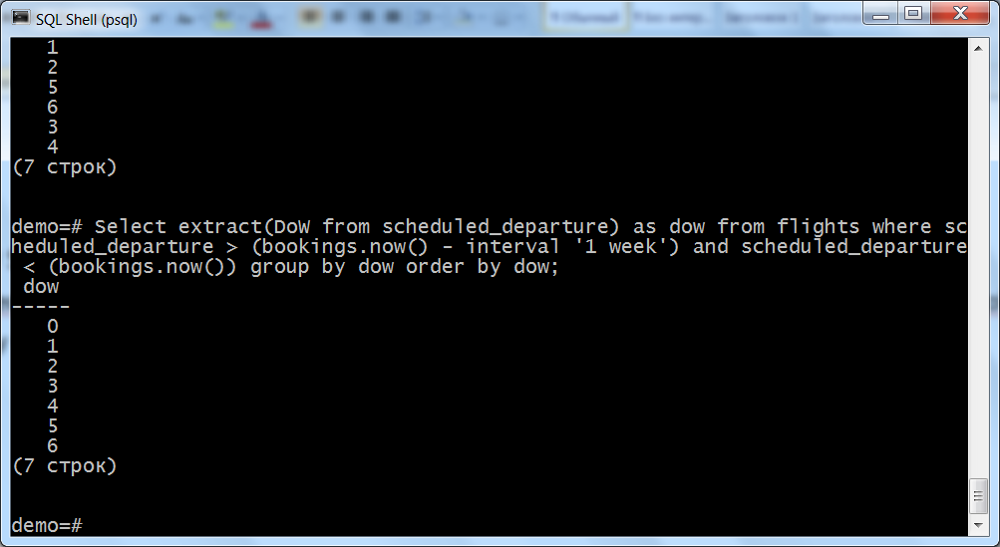 SQL Shell (psql)
1
2
5
6
3
4
(7 строк)
demo=# Select extract(DoW from scheduled_departure) as dow from flights where sc
heduled_departure > (bookings.now() - interval '1 week') and scheduled_departure
< (bookings.now()) group by dow order by dow;
dow
-----
0
1
2
3
4
5
6
(7 строк)
demo=#